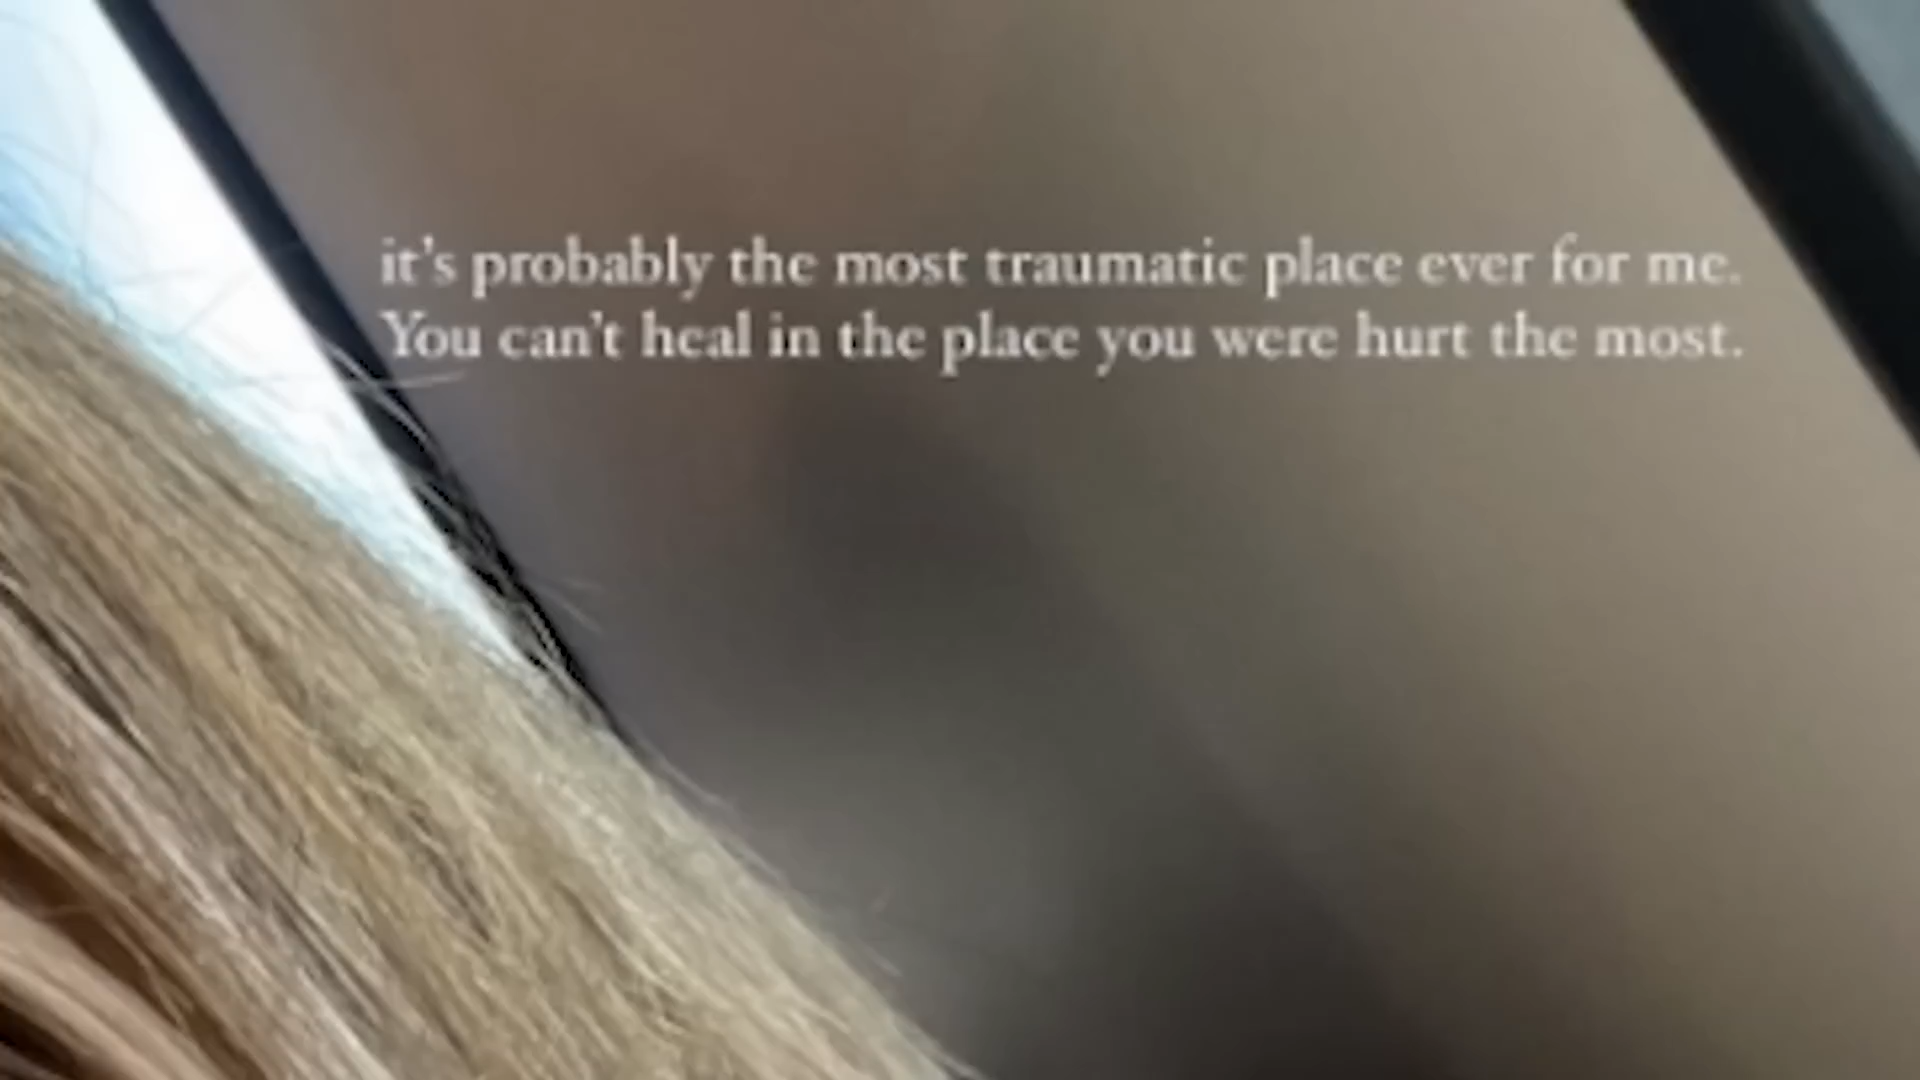 it's probably the most traumatic place ever for me.
You can't heal in the place you were hurt the most.